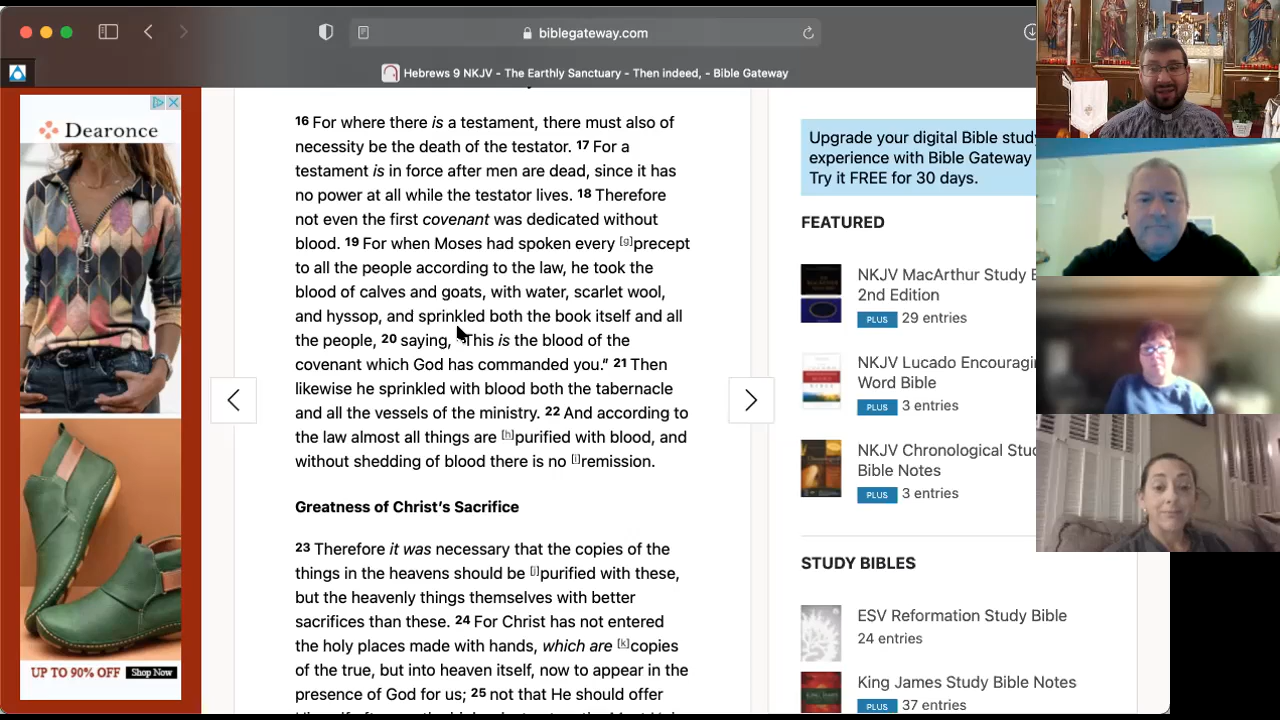 biblegateway.com
Hebrews 9 NKJV - The Earthly Sanctuary - Then indeed, - Bible Gateway
Dearonce
UP TO 90% OFF Shop Now
16 For where there is a testament, there must also of
necessity be the death of the testator. 17 For a
testament is in force after men are dead, since it has
no power at all while the testator lives. 18 Therefore
not even the first covenant was dedicated without
blood. 19 For when Moses had spoken every [g]precept
to all the people according to the law, he took the
blood of calves and goats, with water, scarlet wool,
and hyssop, and sprinkled both the book itself and all
the people, 20 saying, "This is the blood of the
covenant which God has commanded you." 21 Then
likewise he sprinkled with blood both the tabernacle
and all the vessels of the ministry. 22 And according to
the law almost all things are [h]purified with blood, and
without shedding of blood there is no [i]remission.
Greatness of Christ's Sacrifice
23 Therefore it was necessary that the copies of the
things in the heavens should be [j]purified with these,
but the heavenly things themselves with better
sacrifices than these. 24 For Christ has not entered
the holy places made with hands, which are [k]copies
of the true, but into heaven itself, now to appear in the
presence of God for us; 25 not that He should offer
Upgrade your digital Bible stu
experience with Bible Gateway
Try it FREE for 30 days.
FEATURED
NKJV MacArthur Study
2nd Edition
PLUS 29 entries
NKJV Lucado Encouragi
Word Bible
PLUS 3 entries
NKJV Chronological Stu
Bible Notes
PLUS 3 entries
STUDY BIBLES
ESV Reformation Study Bible
24 entries
King James Study Bible Notes
PLUS 37 entries